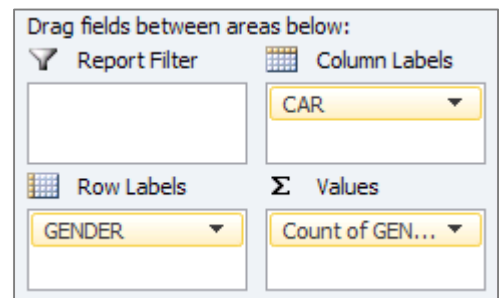 Drag fields between areas below:
Report Filter
Column Labels
CAR
Row Labels
Σ Values
GENDER
Count of GEN...